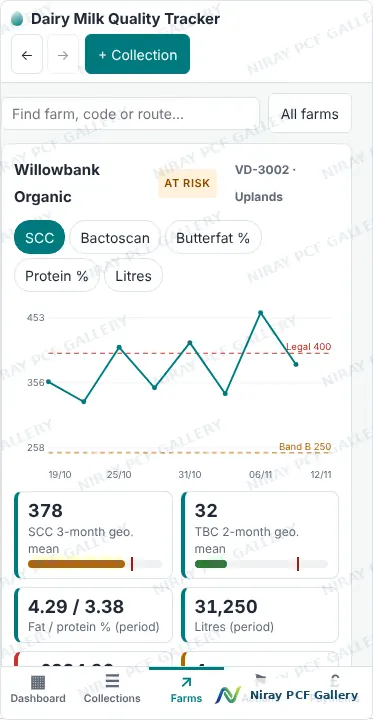 Dairy Milk Quality Tracker
← → + Collection
Find farm, code or route... All farms
Willowbank Organic
AT RISK
VD-3002 · Uplands
SCC Bactoscan Butterfat %
Protein % Litres
453
Legal 400
356
Band B 250
258
19/10 25/10 31/10 06/11 12/11
378
SCC 3-month geo. mean
32
TBC 2-month geo. mean
4.29 / 3.38
Fat / protein % (period)
31,250
Litres (period)
Dashboard Collections Farms
Niray PCF Gallery
NIRAY PCF GALLERY